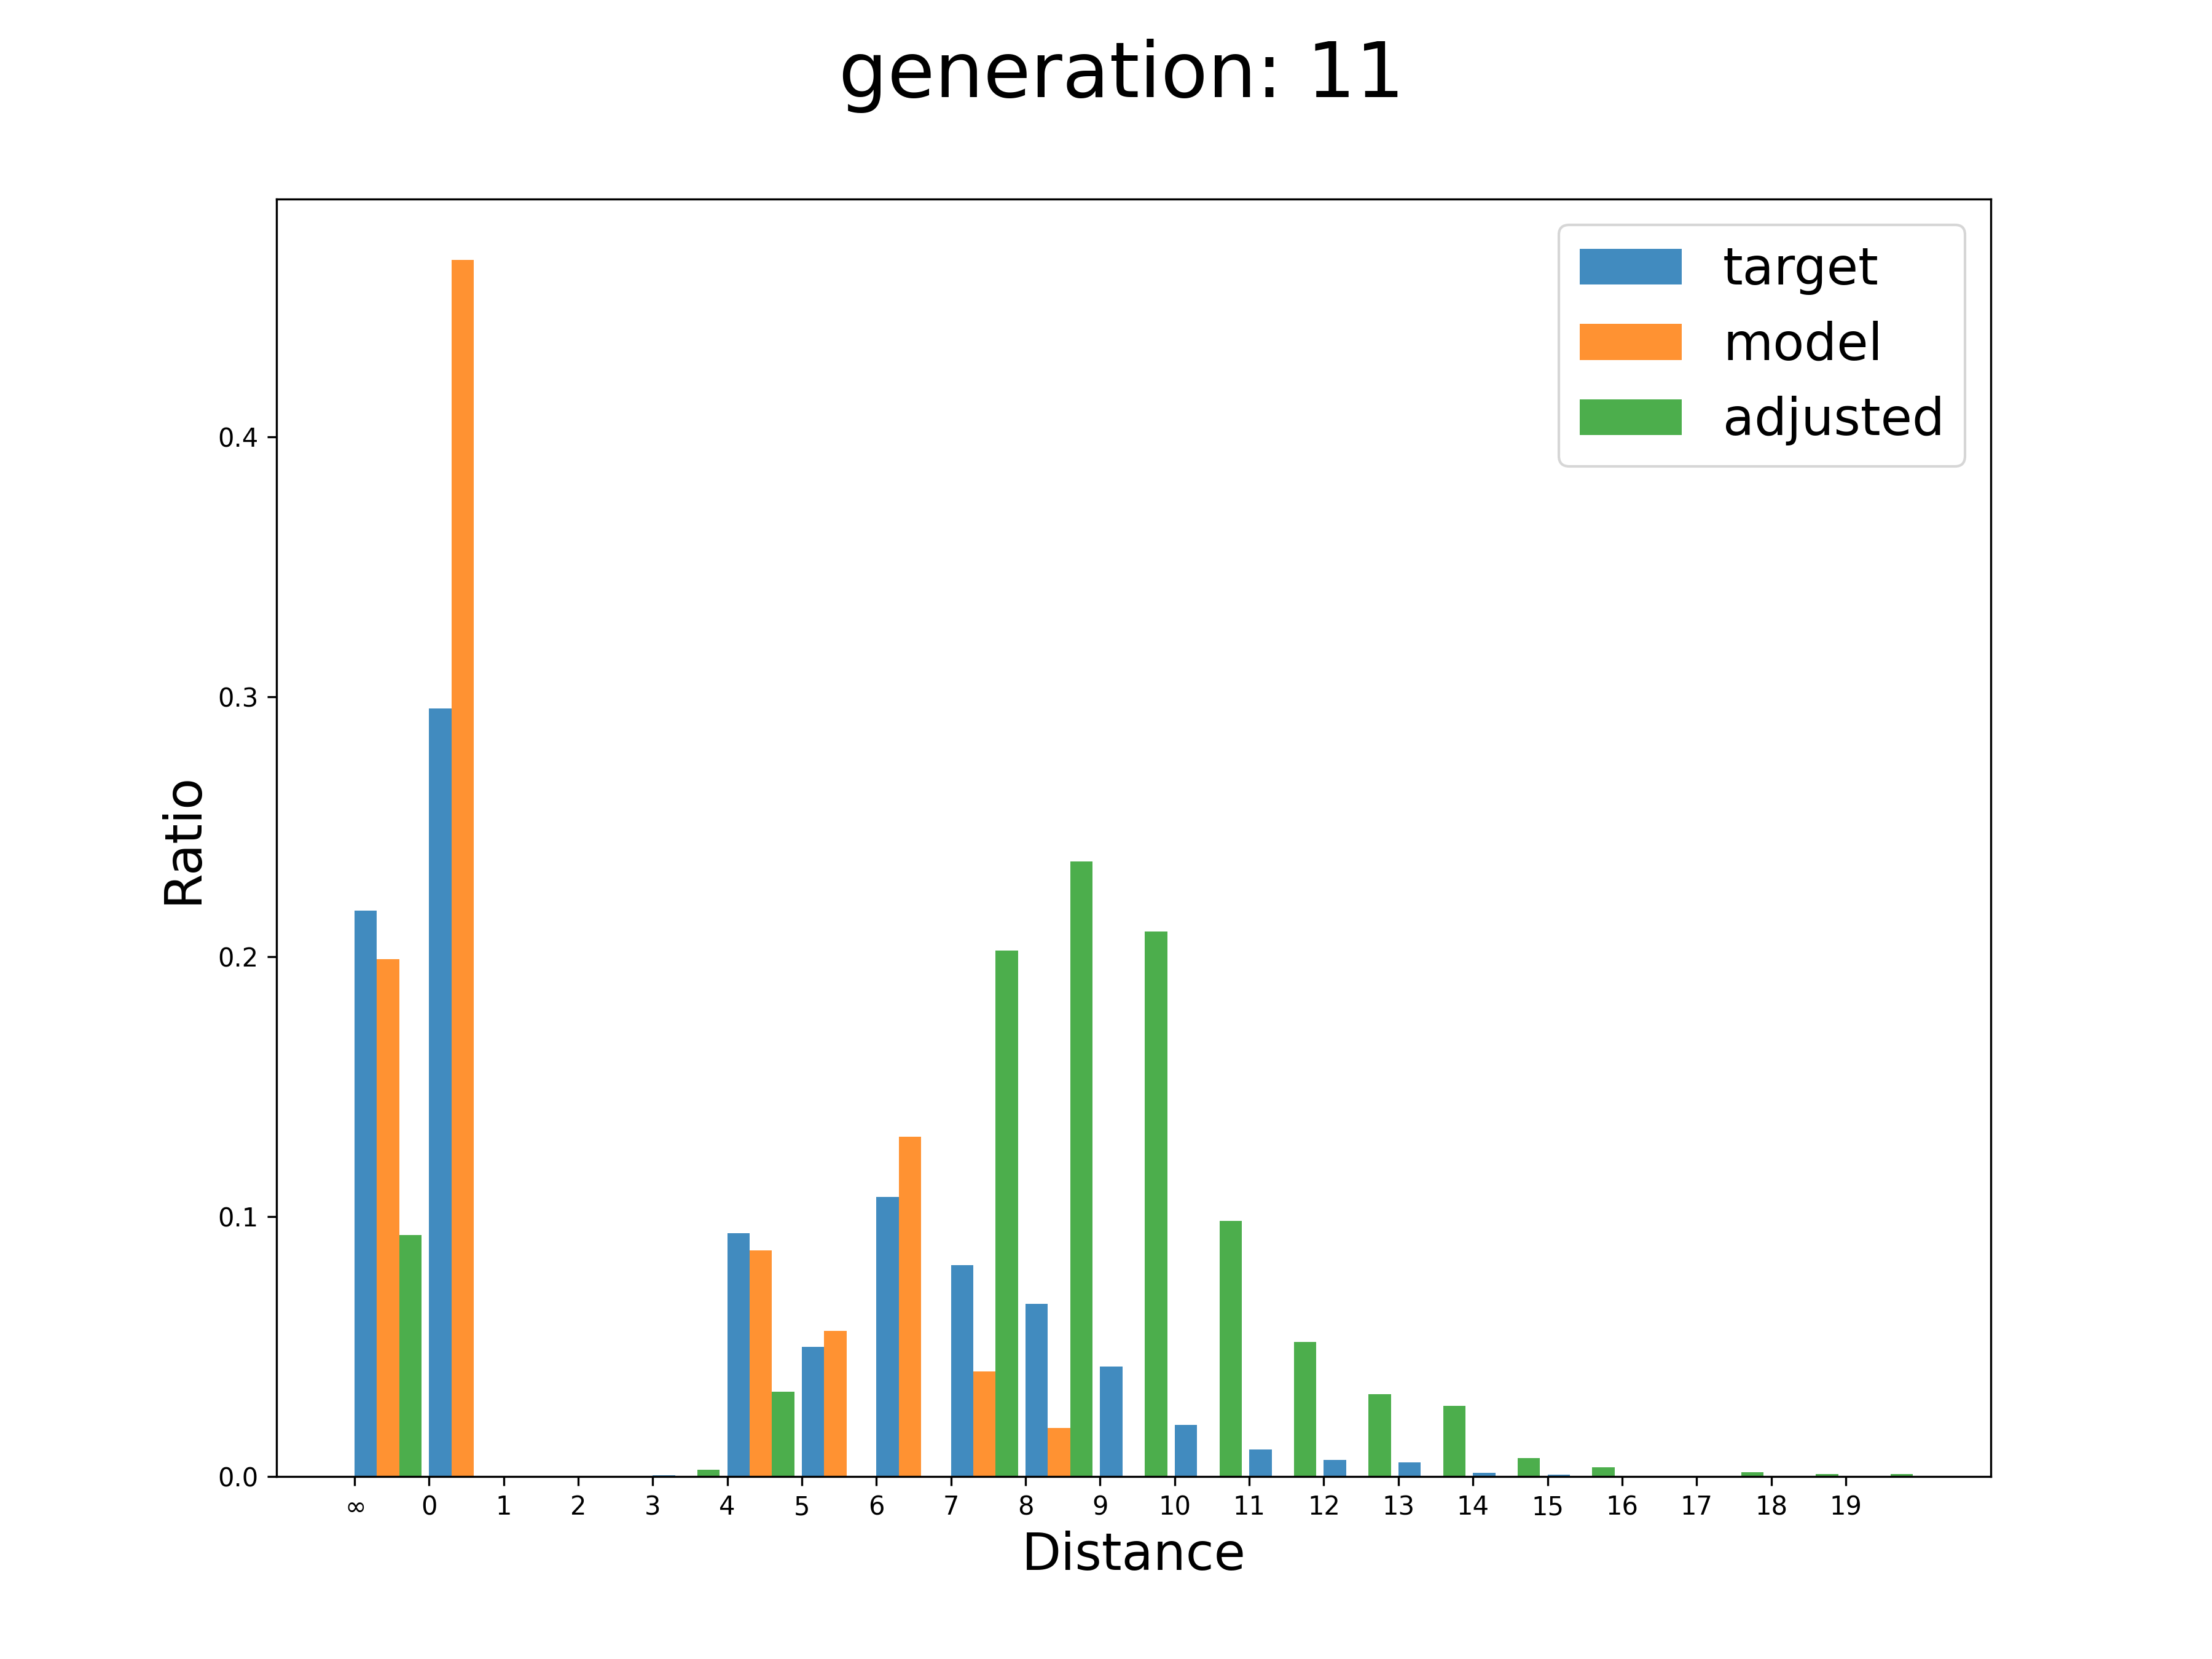 generation: 11
target
model
adjusted
Ratio
0.4
0.3
0.2
0.1
0.0
∞ 0 1 2 3 4 5 6 7 8 9 10 11 12 13 14 15 16 17 18 19
Distance